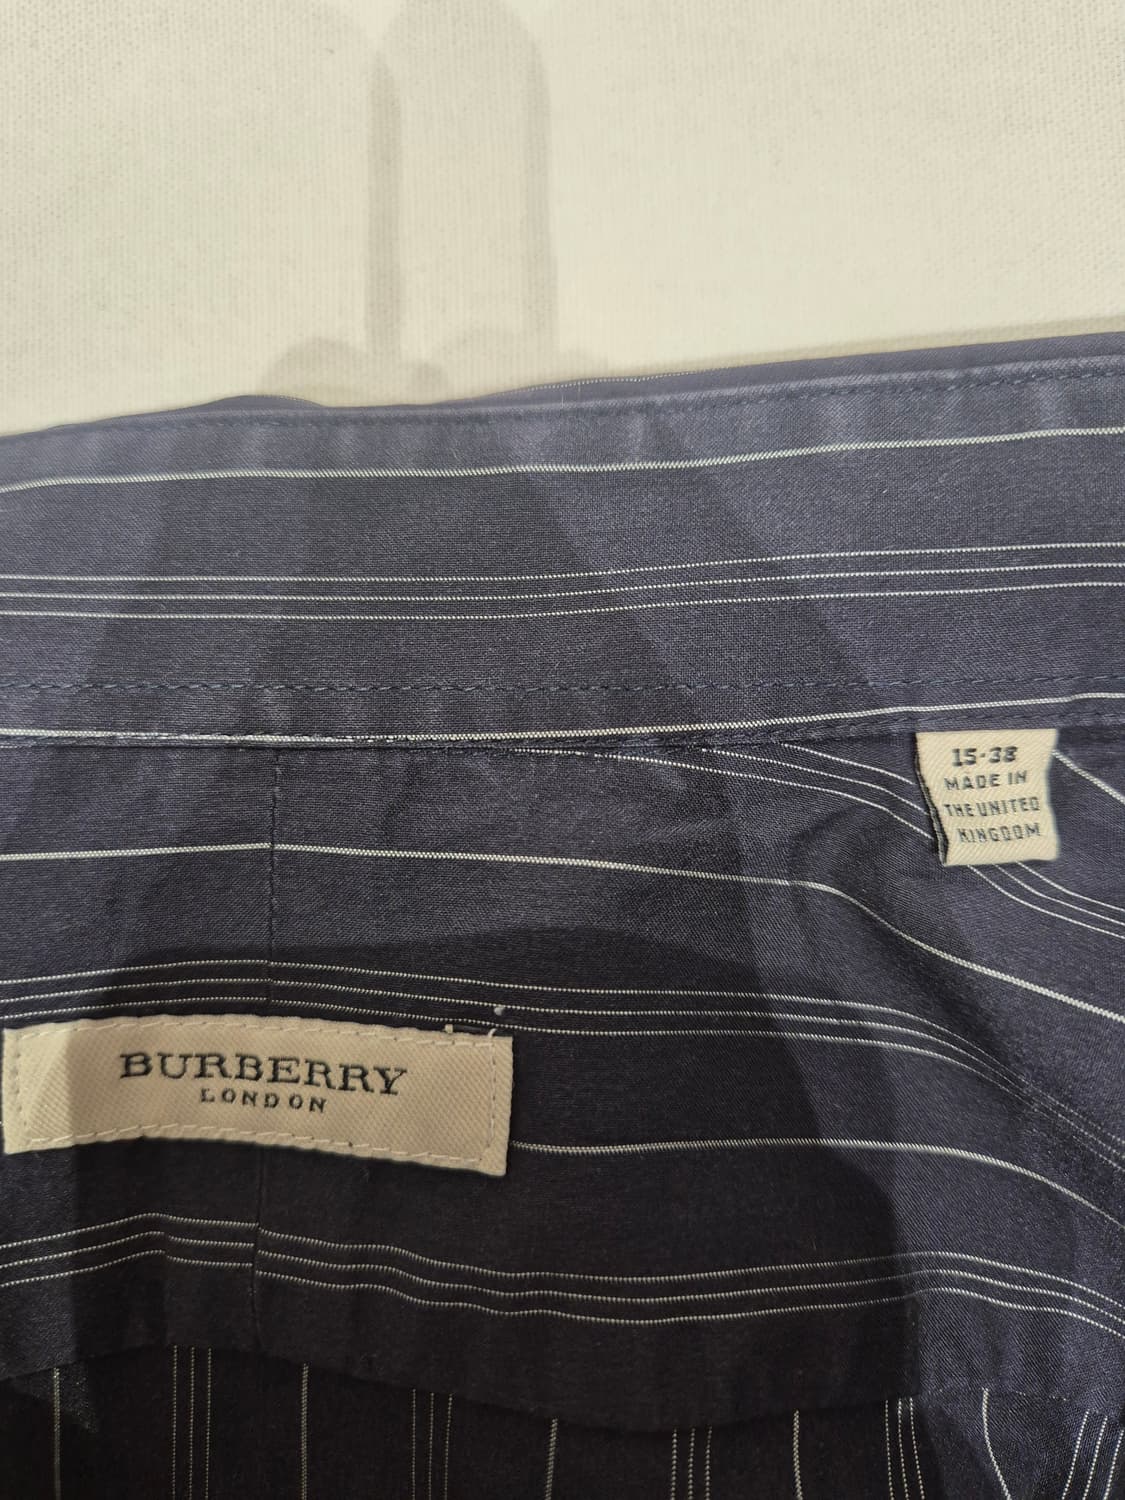 15-38
MADE IN
THE UNITED
KINGDOM
BURBERRY
LONDON